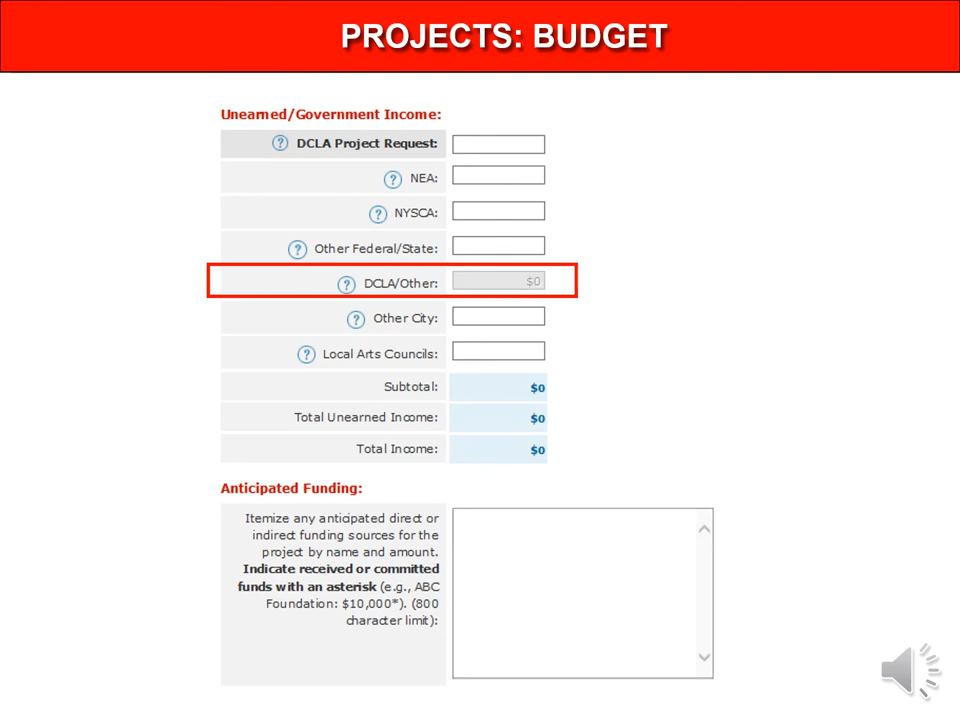 PROJECTS: BUDGET
Unearned/Government Income:
? DCLA Project Request:
? NEA:
? NYSCA:
? Other Federal/State:
? DCLA/Other: $0
? Other City:
? Local Arts Councils:
Subtotal: $0
Total Unearned Income: $0
Total Income: $0
Anticipated Funding:
Itemize any anticipated direct or
indirect funding sources for the
project by name and amount.
Indicate received or committed
funds with an asterisk (e.g., ABC
Foundation: $10,000*). (800
character limit):